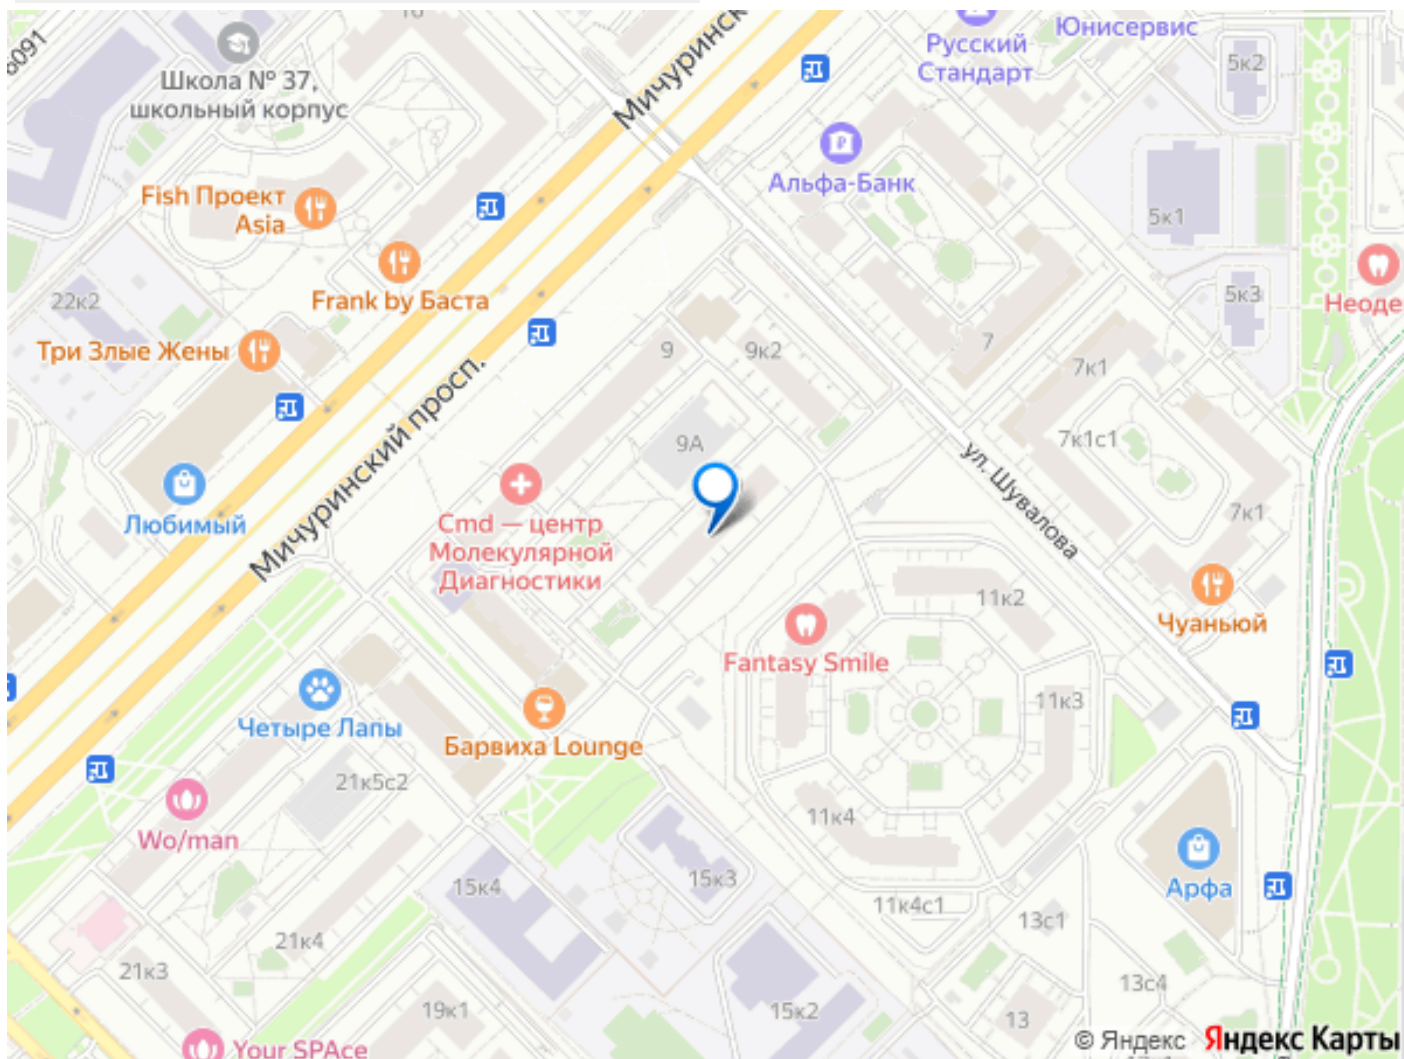 6091
16
Школа № 37,
школьный корпус
Мичуринск
Русский
Стандарт
Юнисервис
5к2
Альфа-Банк
Fish Проект
Asia
5к1
Frank by Баста
22к2
5к3
Неоде
Три Злые Жены
9
9к2
7
7к1
Мичуринский просп.
9А
7к1с1
ул. Шувалова
7к1
Любимый
Cmd — центр
Молекулярной
Диагностики
11к2
Чуаньюй
Fantasy Smile
11к3
Четыре Лапы
Барвиха Lounge
21к5с2
Wo/man
11к4
15к4
15к3
Арфа
11к4с1
13с1
21к4
21к3
13с4
19к1
15к2
13
Your SPAce
© Яндекс Яндекс Карты